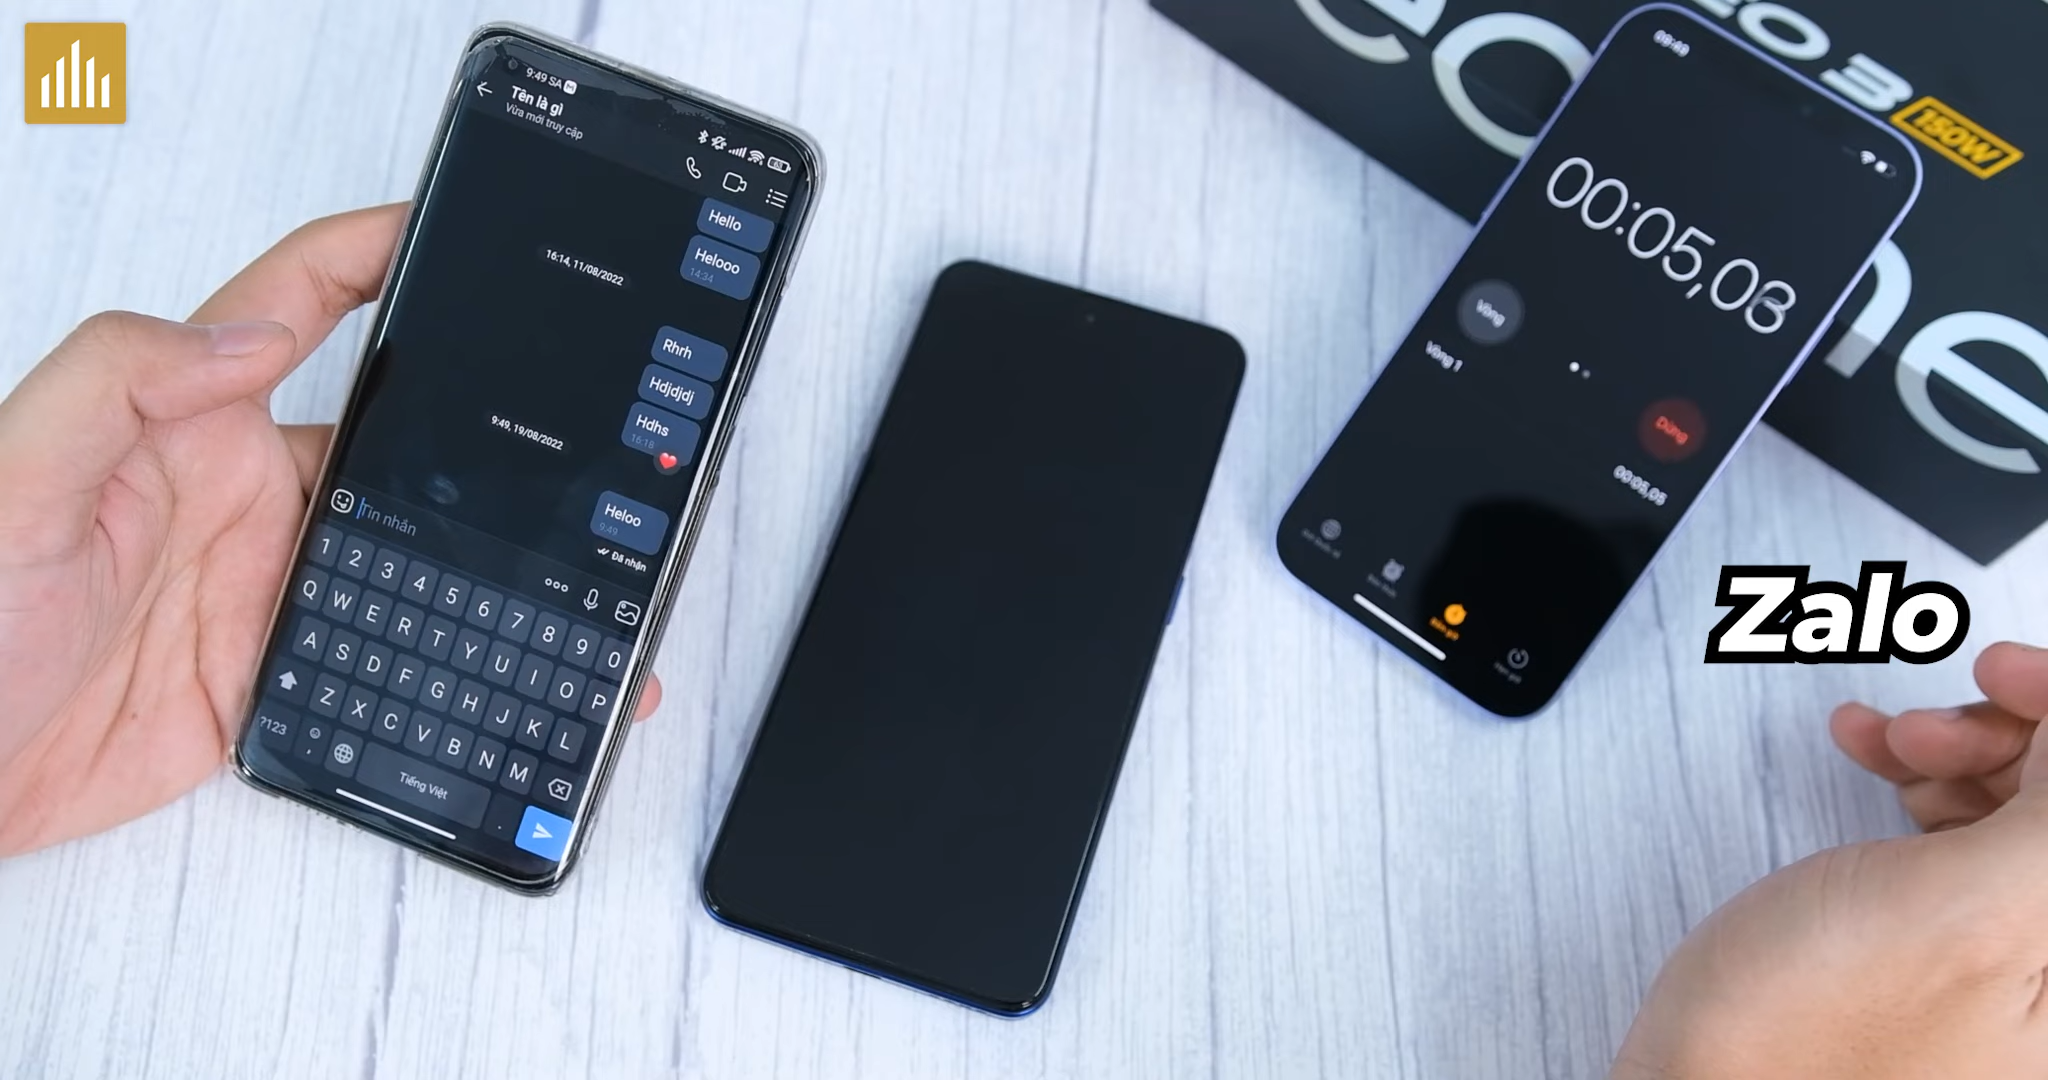 9:49 SA
Tên là gì
Vừa mới truy cập
Hello
Helooo
14:34
16:14, 11/08/2022
Rhrh
Hdjdjdj
Hdhs
16:18
9:49, 19/08/2022
Heloo
9:49
Đã nhận
Tin nhắn
1 2 3 4 5 6 7 8 9 0
Q W E R T Y U I O P
A S D F G H J K L
Z X C V B N M
?123 , Tiếng Việt .
09:49
00:05,08
Vòng
Vòng 1
Dừng
00:05,05
3
150W
Zalo